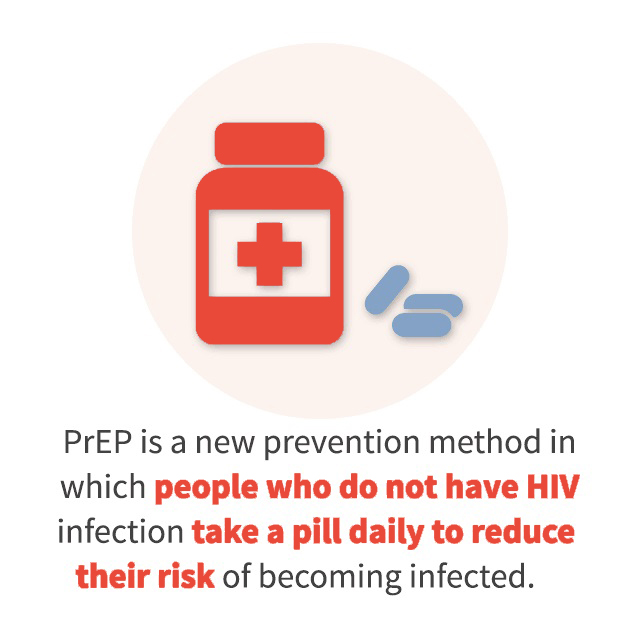 PrEP is a new prevention method in
which people who do not have HIV
infection take a pill daily to reduce
their risk of becoming infected.